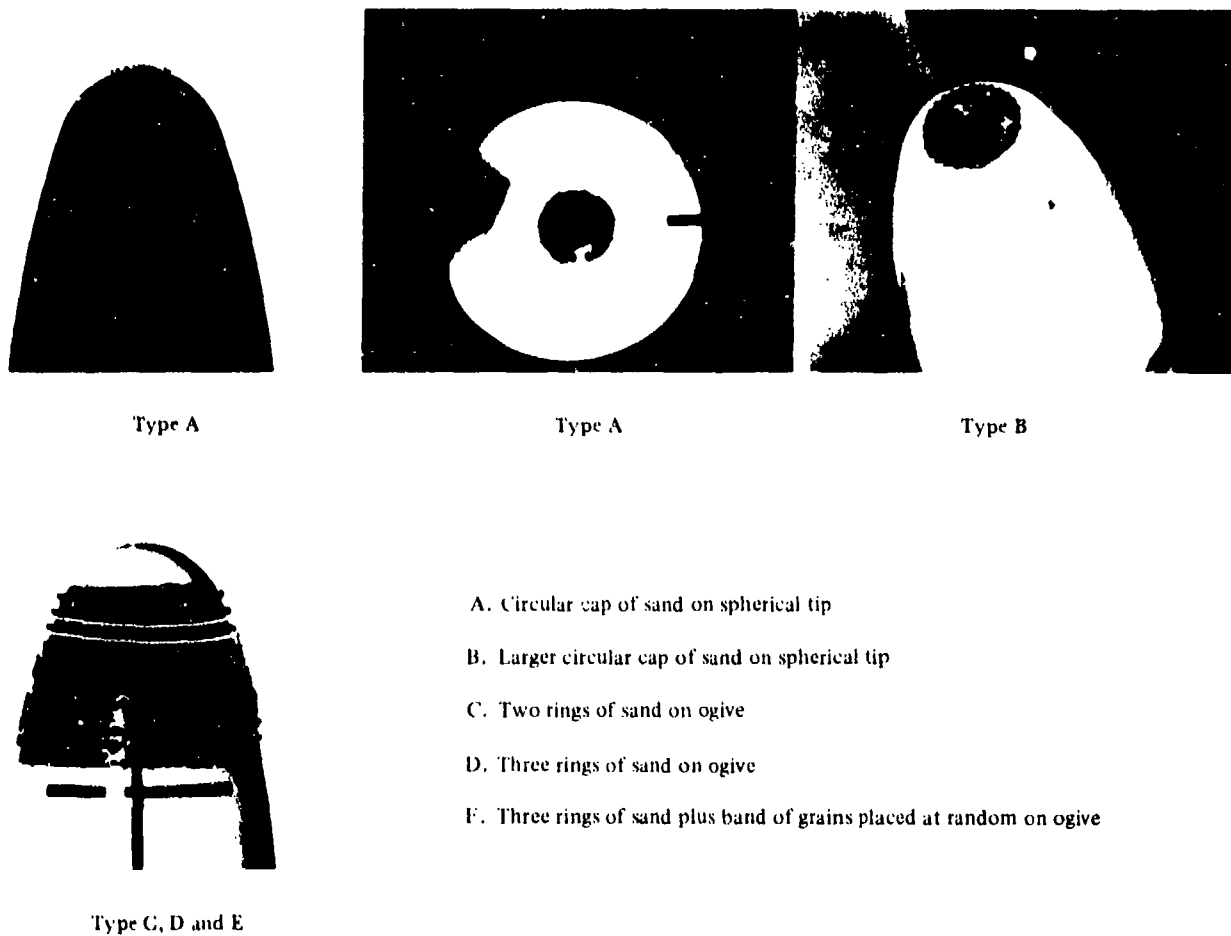 Type A
Type A
Type B
A. Circular cap of sand on spherical tip
B. Larger circular cap of sand on spherical tip
C. Two rings of sand on ogive
D. Three rings of sand on ogive
E. Three rings of sand plus band of grains placed at random on ogive
Type C, D and E